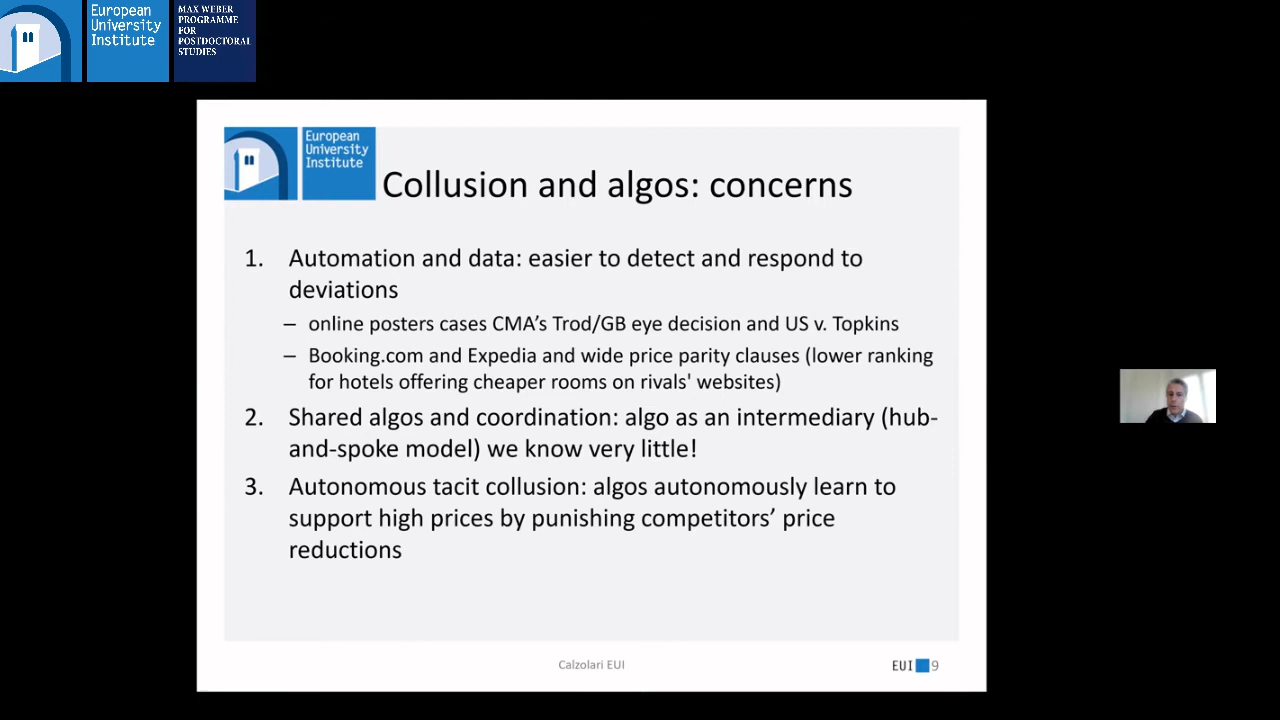 European
University
Institute
MAX WEBER
PROGRAMME
FOR
POSTDOCTORAL
STUDIES
European
University
Institute
Collusion and algos: concerns
1. Automation and data: easier to detect and respond to
deviations
– online posters cases CMA’s Trod/GB eye decision and US v. Topkins
– Booking.com and Expedia and wide price parity clauses (lower ranking
for hotels offering cheaper rooms on rivals' websites)
2. Shared algos and coordination: algo as an intermediary (hub-
and-spoke model) we know very little!
3. Autonomous tacit collusion: algos autonomously learn to
support high prices by punishing competitors’ price
reductions
Calzolari EUI
EUI 9